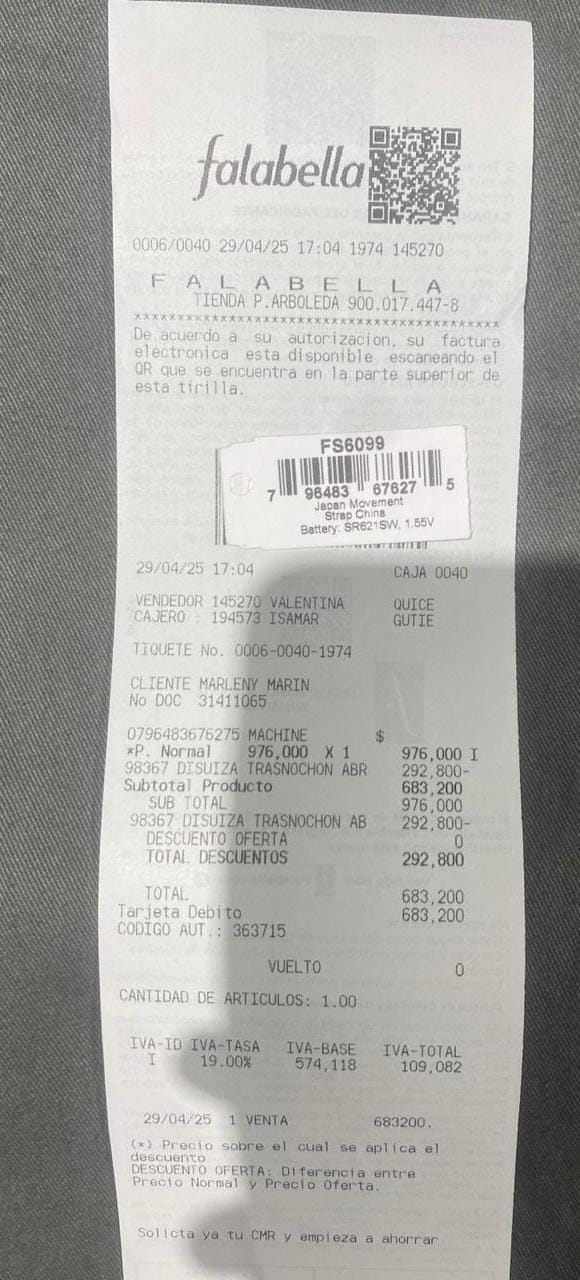 falabella
0006/0040 29/04/25 17:04 1974 145270
F A L A B E L L A
TIENDA P.ARBOLEDA 900.017.447-8
************************************************
De acuerdo a su autorizacion, su factura
electronica esta disponible escaneando el
QR que se encuentra en la parte superior de
esta tirilla.
FS6099
7 96483 67627 5
Japan Movement
Strap China
Battery: SR621SW, 1.55V
29/04/25 17:04 CAJA 0040
VENDEDOR 145270 VALENTINA QUICE
CAJERO : 194573 ISAMAR GUTIE
TIQUETE No. 0006-0040-1974
CLIENTE MARLENY MARIN
No DOC 31411065
0796483676275 MACHINE $
*P. Normal 976,000 X 1 976,000 I
98367 DISUIZA TRASNOCHON ABR 292,800-
Subtotal Producto 683,200
SUB TOTAL 976,000
98367 DISUIZA TRASNOCHON AB 292,800-
DESCUENTO OFERTA 0
TOTAL DESCUENTOS 292,800
TOTAL 683,200
Tarjeta Debito 683,200
CODIGO AUT.: 363715
VUELTO 0
CANTIDAD DE ARTICULOS: 1.00
IVA-ID IVA-TASA IVA-BASE IVA-TOTAL
I 19.00% 574,118 109,082
29/04/25 1 VENTA 683200.
(*) Precio sobre el cual se aplica el
descuento
DESCUENTO OFERTA: Diferencia entre
Precio Normal y Precio Oferta.
Solicta ya tu CMR y empieza a ahorrar